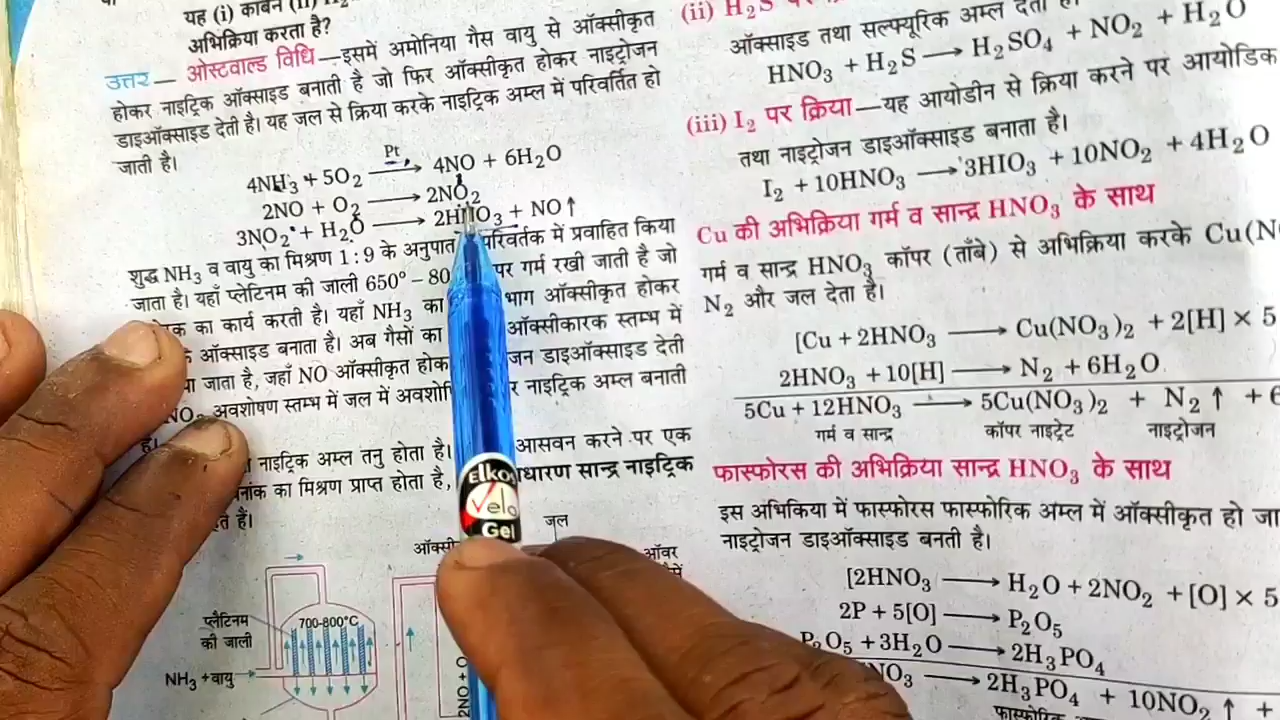 यह (i) कार्बन (ii)
अभिक्रिया करता है?
उत्तर— ओस्टवाल्ड विधि—इसमें अमोनिया गैस वायु से ऑक्सीकृत
होकर नाइट्रिक ऑक्साइड बनाती है जो फिर ऑक्सीकृत होकर नाइट्रोजन
डाइऑक्साइड देती है। यह जल से क्रिया करके नाइट्रिक अम्ल में परिवर्तित हो
जाती है।
4NH₃ + 5O₂ —Pt→ 4NO + 6H₂O
2NO + O₂ ⟶ 2NO₂
3NO₂ + H₂O ⟶ 2HNO₃ + NO↑
शुद्ध NH₃ व वायु का मिश्रण 1 : 9 के अनुपात परिवर्तक में प्रवाहित किया
जाता है। यहाँ प्लेटिनम की जाली 650° – 80 पर गर्म रखी जाती है जो
का कार्य करती है। यहाँ NH₃ का भाग ऑक्सीकृत होकर
ऑक्साइड बनाता है। अब गैसों का ऑक्सीकारक स्तम्भ में
जाता है, जहाँ NO ऑक्सीकृत डाइऑक्साइड देती
अवशोषण स्तम्भ में जल में नाइट्रिक अम्ल बनाती
है।
नाइट्रिक अम्ल तनु होता है। आसवन करने पर एक
का मिश्रण प्राप्त होता है, सान्द्र नाइट्रिक
हैं।
जल
प्लैटिनम
की जाली
700-800°C
NH₃ + वायु
2NO + O
Elkos
Velo
Gel
(ii) H₂S
ऑक्साइड तथा सल्फ्यूरिक अम्ल देता
HNO₃ + H₂S ⟶ H₂SO₄ + NO₂ + H₂O
(iii) I₂ पर क्रिया—यह आयोडीन से क्रिया करने पर आयोडिक
तथा नाइट्रोजन डाइऑक्साइड बनाता है।
I₂ + 10HNO₃ ⟶ 3HIO₃ + 10NO₂ + 4H₂O
Cu की अभिक्रिया गर्म व सान्द्र HNO₃ के साथ
गर्म व सान्द्र HNO₃ कॉपर (ताँबे) से अभिक्रिया करके Cu(N
N₂ और जल देता है।
[Cu + 2HNO₃ ⟶ Cu(NO₃)₂ + 2[H] × 5
2HNO₃ + 10[H] ⟶ N₂ + 6H₂O
5Cu + 12HNO₃ ⟶ 5Cu(NO₃)₂ + N₂ ↑ + 6
गर्म व सान्द्र कॉपर नाइट्रेट नाइट्रोजन
फास्फोरस की अभिक्रिया सान्द्र HNO₃ के साथ
इस अभिकिया में फास्फोरस फास्फोरिक अम्ल में ऑक्सीकृत हो जा
नाइट्रोजन डाइऑक्साइड बनती है।
[2HNO₃ ⟶ H₂O + 2NO₂ + [O] × 5
2P + 5[O] ⟶ P₂O₅
P₂O₅ + 3H₂O ⟶ 2H₃PO₄
NO₃ ⟶ 2H₃PO₄ + 10NO₂ ↑ +